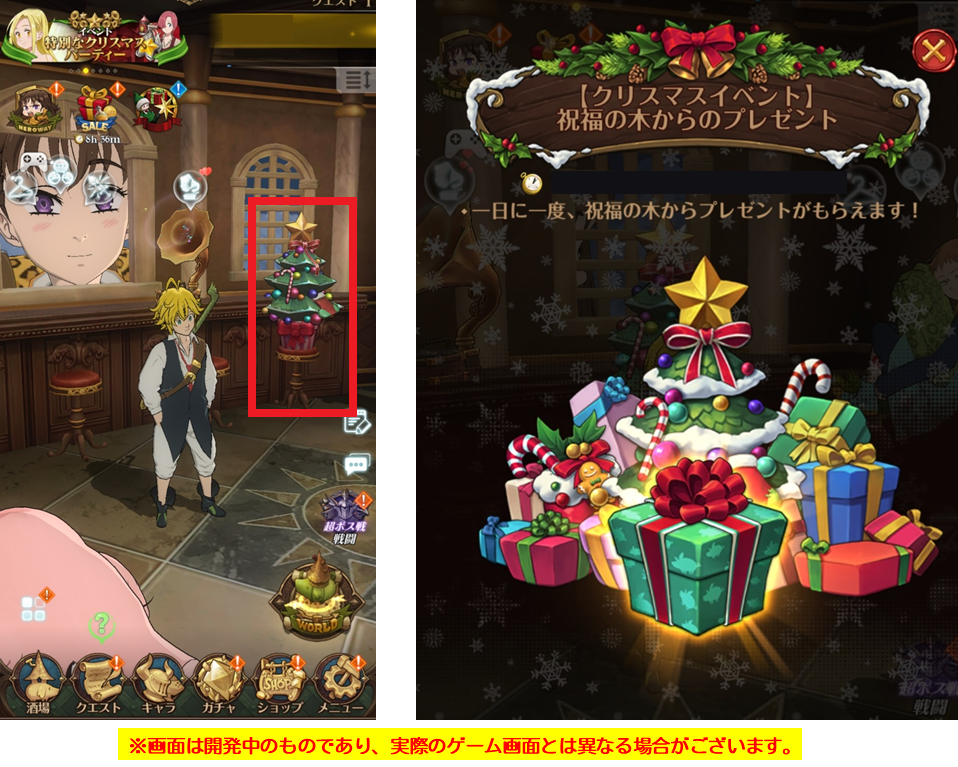 クエスト
イベント
特別なクリスマス
パーティー
HERO WAY
SALE
8h 36m
超ボス戦
戦闘
WORLD
酒場
クエスト
キャラ
ガチャ
SHOP
ショップ
メニュー
【クリスマスイベント】
祝福の木からのプレゼント
・一日に一度、祝福の木からプレゼントがもらえます！
超ボス戦
戦闘
※画面は開発中のものであり、実際のゲーム画面とは異なる場合がございます。